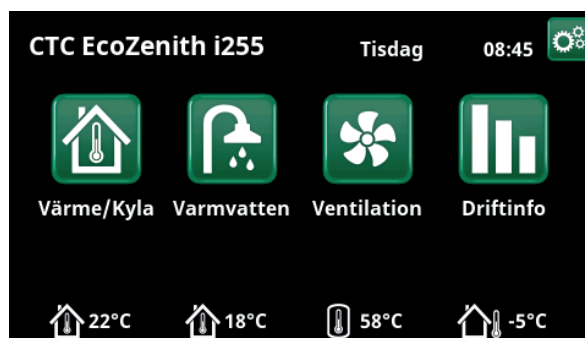 CTC EcoZenith i255 Tisdag 08:45
Värme/Kyla Varmvatten Ventilation Driftinfo
22°C 18°C 58°C -5°C